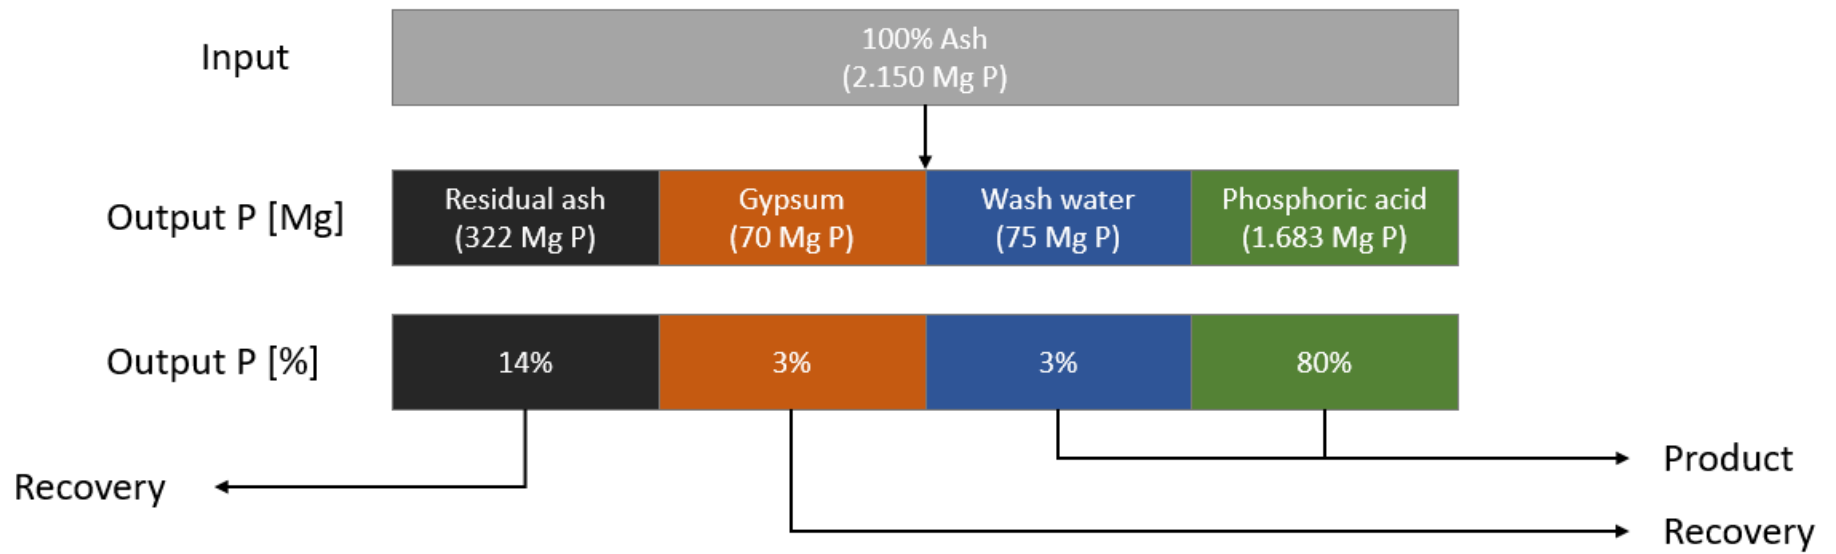 Input
100% Ash
(2.150 Mg P)
Output P [Mg]
Residual ash
(322 Mg P)
Gypsum
(70 Mg P)
Wash water
(75 Mg P)
Phosphoric acid
(1.683 Mg P)
Output P [%]
14%
3%
3%
80%
Product
Recovery
Recovery